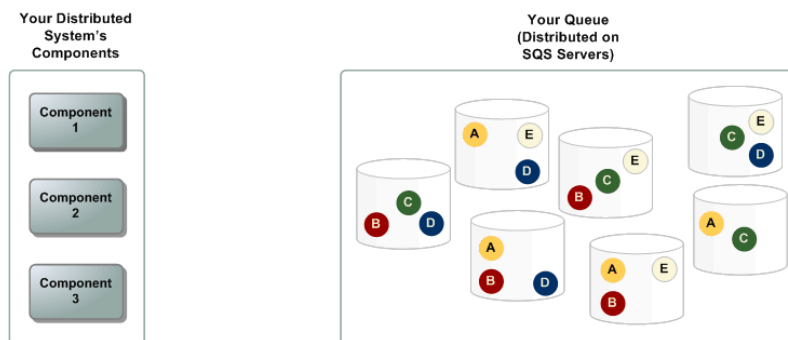 Your Distributed
System's
Components
Component
1
Component
2
Component
3
Your Queue
(Distributed on
SQS Servers)
A
E
D
E
C
D
E
C
B
C
B
D
A
C
A
B
D
A
E
B